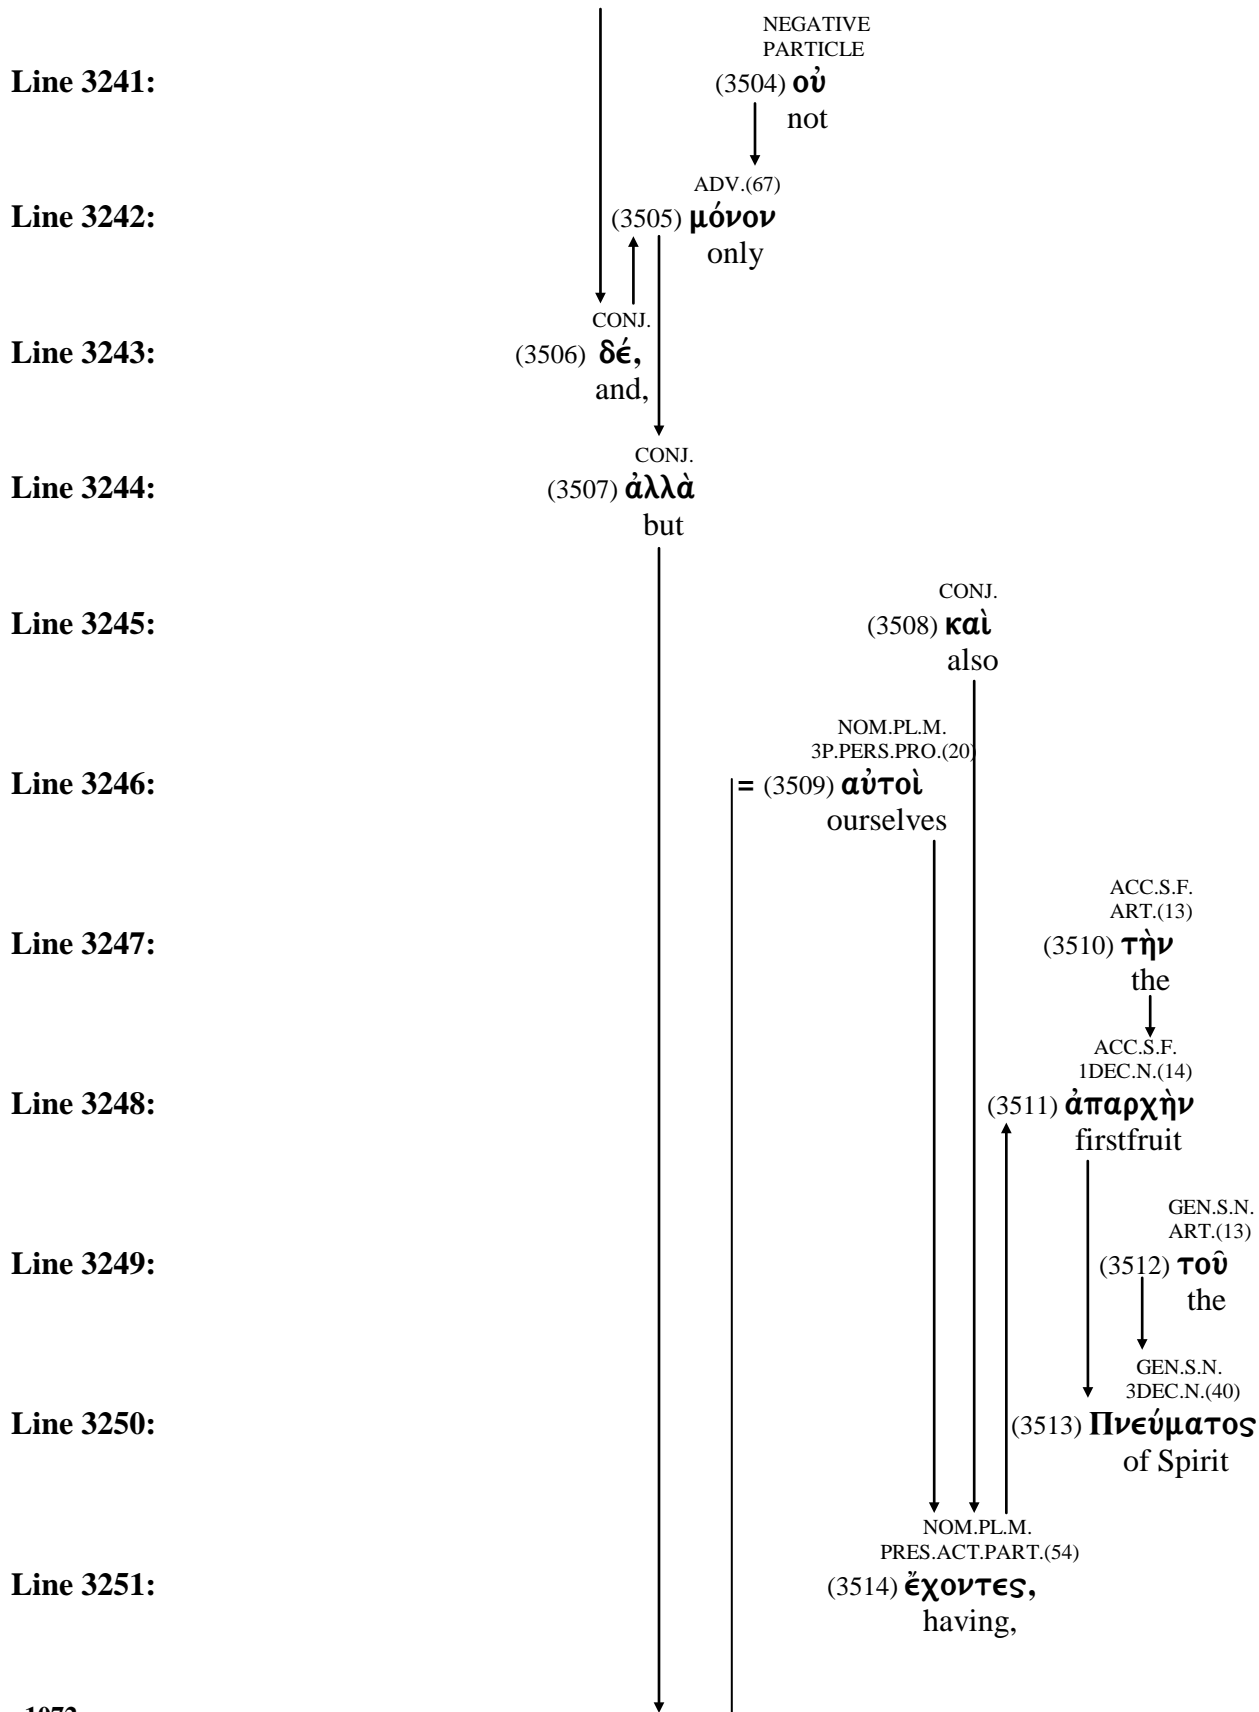 NEGATIVE
PARTICLE
Line 3241: (3504) οὐ
not
ADV.(67)
Line 3242: (3505) μόνον
only
CONJ.
Line 3243: (3506) δέ,
and,
CONJ.
Line 3244: (3507) ἀλλὰ
but
CONJ.
Line 3245: (3508) καὶ
also
NOM.PL.M.
3P.PERS.PRO.(20)
Line 3246: = (3509) αὐτοὶ
ourselves
ACC.S.F.
ART.(13)
Line 3247: (3510) τὴν
the
ACC.S.F.
1DEC.N.(14)
Line 3248: (3511) ἀπαρχὴν
firstfruit
GEN.S.N.
ART.(13)
Line 3249: (3512) τοῦ
the
GEN.S.N.
3DEC.N.(40)
Line 3250: (3513) Πνεύματος
of Spirit
NOM.PL.M.
PRES.ACT.PART.(54)
Line 3251: (3514) ἔχοντες,
having,